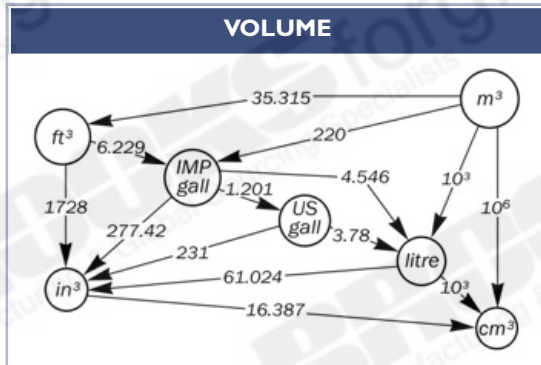 VOLUME
35.315
m³
ft³
220
6.229
IMP
gall
4.546
10³
1.201
US
gall
10⁶
1728
277.42
3.78
231
litre
61.024
10³
in³
16.387
cm³